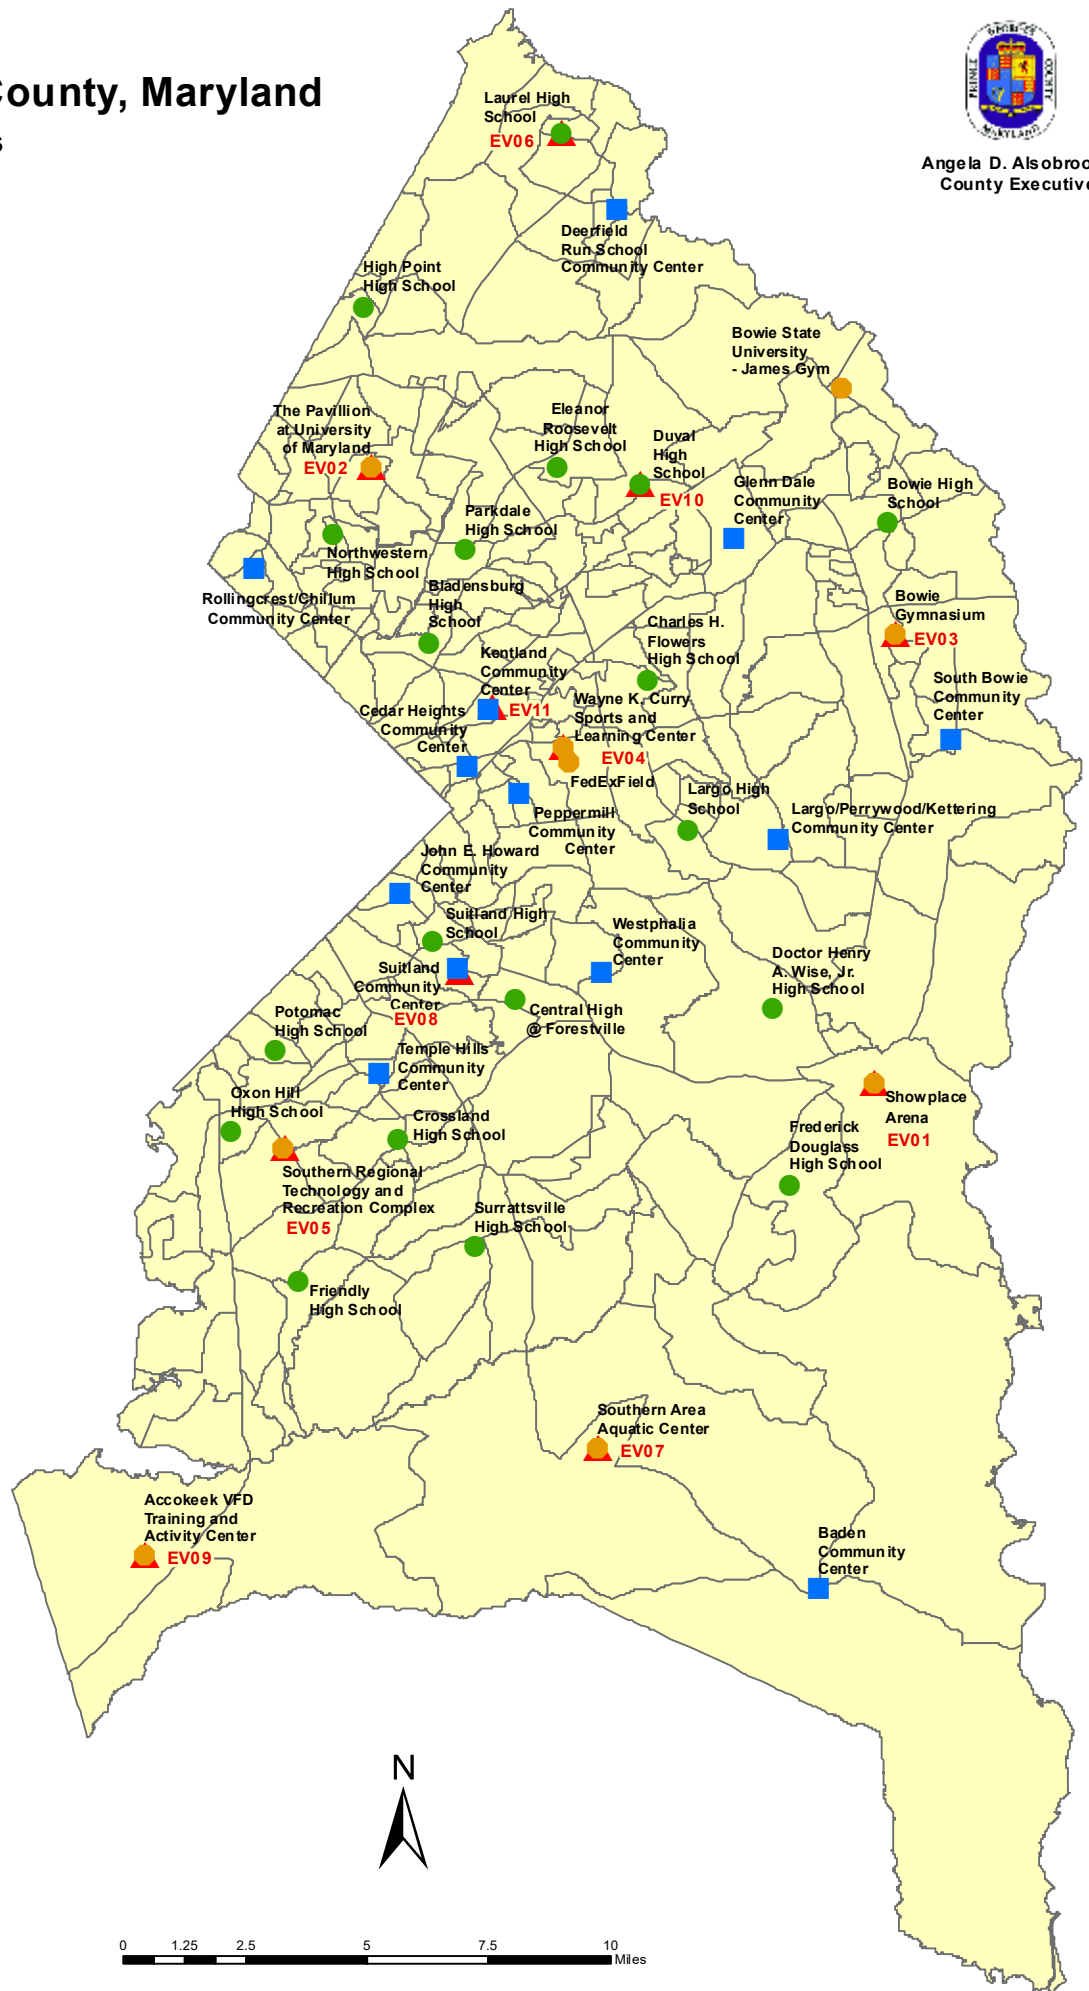 County, Maryland
s
PRINCE GEORGE'S COUNTY
MARYLAND
Angela D. Alsobroo
County Executive
Laurel High
School
EV06
Deerfield
Run School
Community Center
High Point
High School
Bowie State
University
- James Gym
The Pavillion
at University
of Maryland
EV02
Eleanor
Roosevelt
High School
Duval
High
School
EV10
Glenn Dale
Community
Center
Bowie High
School
Parkdale
High School
Northwestern
High School
Rollingcrest/Chillum
Community Center
Bladensburg
High
School
Bowie
Gymnasium
EV03
Charles H.
Flowers
High School
Kentland
Community
Center
EV11
South Bowie
Community
Center
Cedar Heights
Community
Center
Wayne K. Curry
Sports and
Learning Center
EV04
FedExField
Largo High
School
Largo/Perrywood/Kettering
Community Center
Peppermill
Community
Center
John E. Howard
Community
Center
Suitland High
School
Westphalia
Community
Center
Doctor Henry
A. Wise, Jr.
High School
Suitland
Community
Center
EV08
Central High
@ Forestville
Potomac
High School
Temple Hills
Community
Center
Oxon Hill
High School
Crossland
High School
Showplace
Arena
EV01
Frederick
Douglass
High School
Southern Regional
Technology and
Recreation Complex
EV05
Surrattsville
High School
Friendly
High School
Southern Area
Aquatic Center
EV07
Accokeek VFD
Training and
Activity Center
EV09
Baden
Community
Center
N
0 1.25 2.5 5 7.5 10
Miles